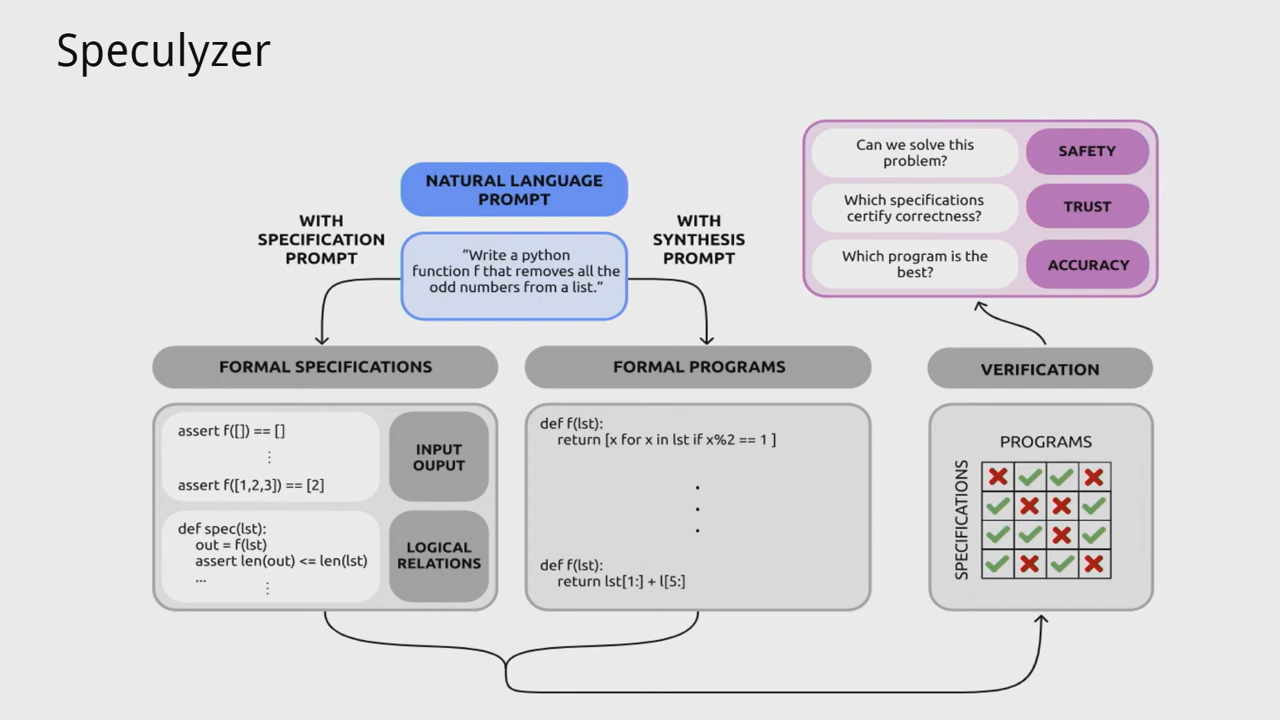 Speculyzer
NATURAL LANGUAGE
PROMPT
WITH
SPECIFICATION
PROMPT
"Write a python
function f that removes all the
odd numbers from a list."
WITH
SYNTHESIS
PROMPT
Can we solve this
problem?
SAFETY
Which specifications
certify correctness?
TRUST
Which program is the
best?
ACCURACY
FORMAL SPECIFICATIONS
assert f([]) == []
⋮
assert f([1,2,3]) == [2]
INPUT
OUPUT
def spec(lst):
out = f(lst)
assert len(out) <= len(lst)
...
⋮
LOGICAL
RELATIONS
FORMAL PROGRAMS
def f(lst):
return [x for x in lst if x%2 == 1 ]
.
.
.
def f(lst):
return lst[1:] + l[5:]
VERIFICATION
PROGRAMS
SPECIFICATIONS